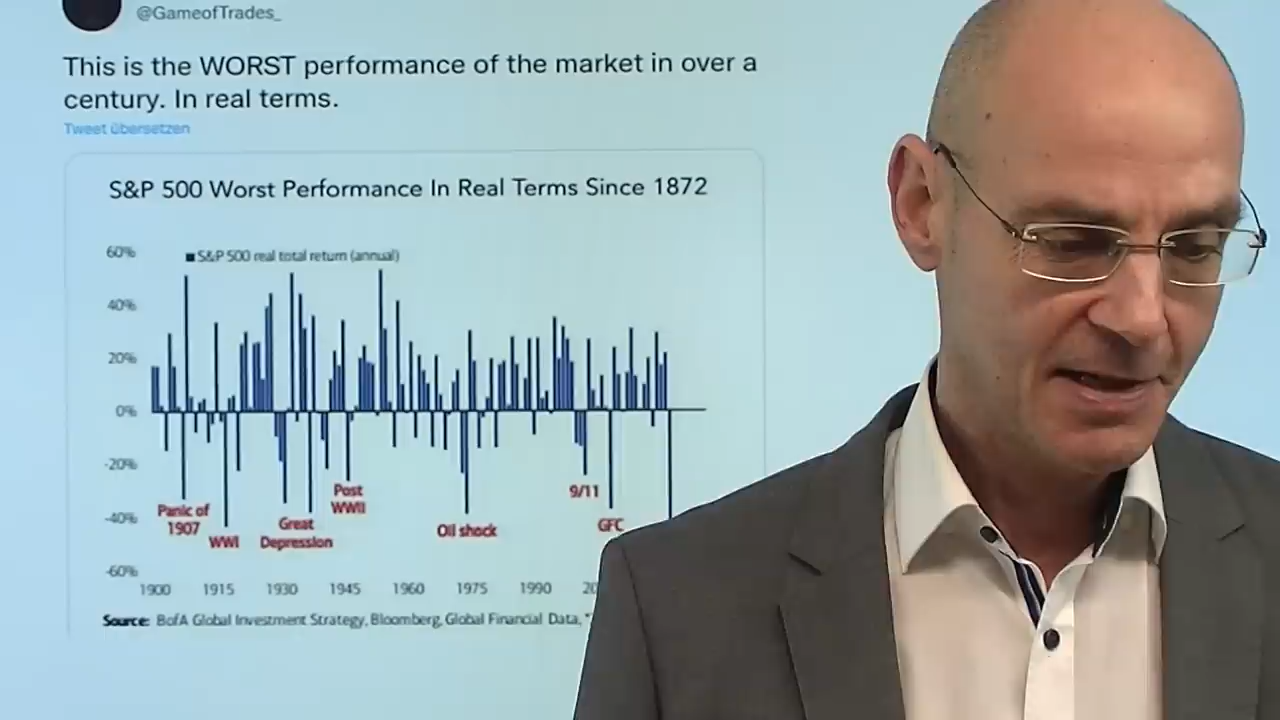 @GameofTrades_
This is the WORST performance of the market in over a
century. In real terms.
Tweet übersetzen
S&P 500 Worst Performance In Real Terms Since 1872
60%
S&P 500 real total return (annual)
40%
20%
0%
-20%
Panic of
1907
WWI
Great
Depression
Post
WWII
Oil shock
9/11
GFC
-40%
-60%
1900 1915 1930 1945 1960 1975 1990 20
Source: BofA Global Investment Strategy, Bloomberg, Global Financial Data, *